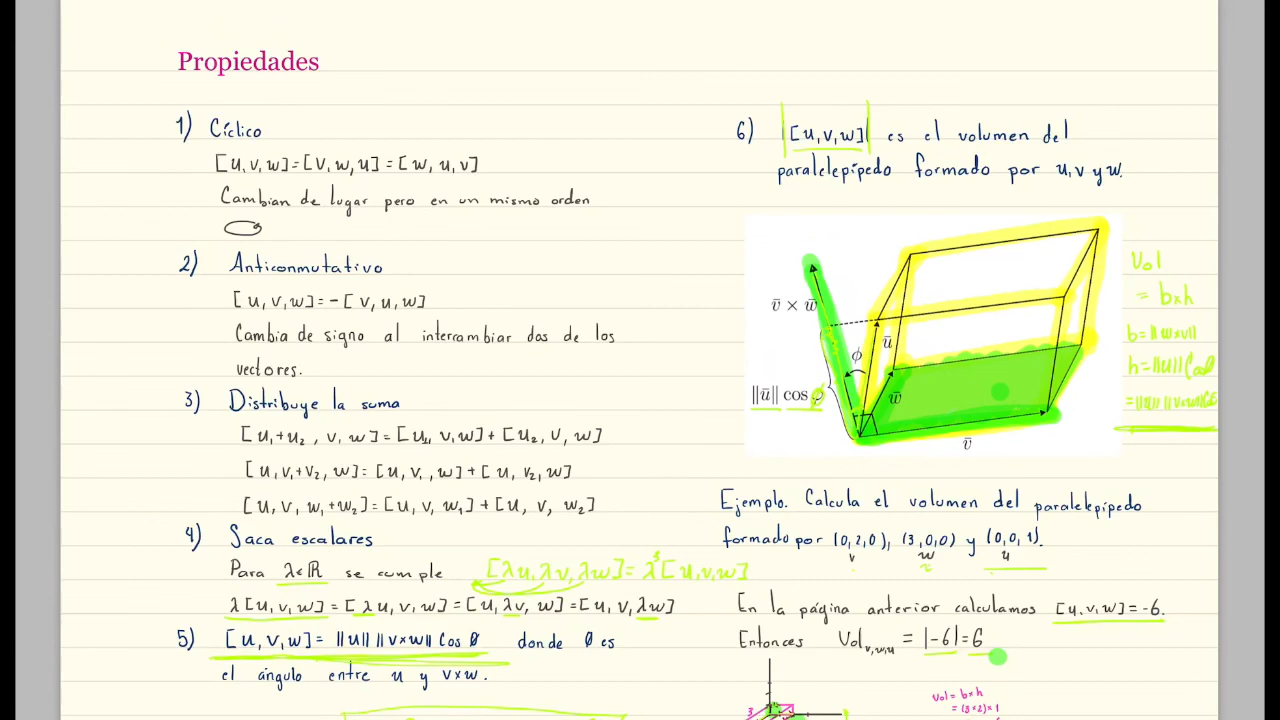 Propiedades
1) Cíclico
[u,v,w]=[v,w,u]=[w,u,v]
Cambian de lugar pero en un mismo orden
2) Anticonmutativo
[u,v,w]=-[v,u,w]
Cambia de signo al intercambiar dos de los
vectores.
3) Distribuye la suma
[u₁+u₂, v, w]=[u₁, v, w]+[u₂, v, w]
[u, v₁+v₂, w]=[u, v₁, w]+[u, v₂, w]
[u, v, w₁+w₂]=[u, v, w₁]+[u, v, w₂]
4) Saca escalares
Para λ∈ℝ se cumple [λu, λv, λw]=λ³[u,v,w]
λ[u,v,w]=[λu,v,w]=[u,λv,w]=[u,v,λw]
5) [u,v,w]=||u|| ||v×w|| Cos θ donde θ es
el ángulo entre u y v×w.
6) |[u,v,w]| es el volumen del
paralelepípedo formado por u,v y w.
v̄ × w̄
ϕ
ū
w̄
‖ū‖ cos
v̄
Vol
= b×h
b=||w×v||
h=||u||Cos
Ejemplo. Calcula el volumen del paralelepípedo
formado por (0,2,0), (3,0,0) y (0,0,1).
v w u
En la página anterior calculamos [u,v,w]=-6.
Entonces Vol v,w,u = |-6|=6
3
Vol = b×h
= (3×2)×1